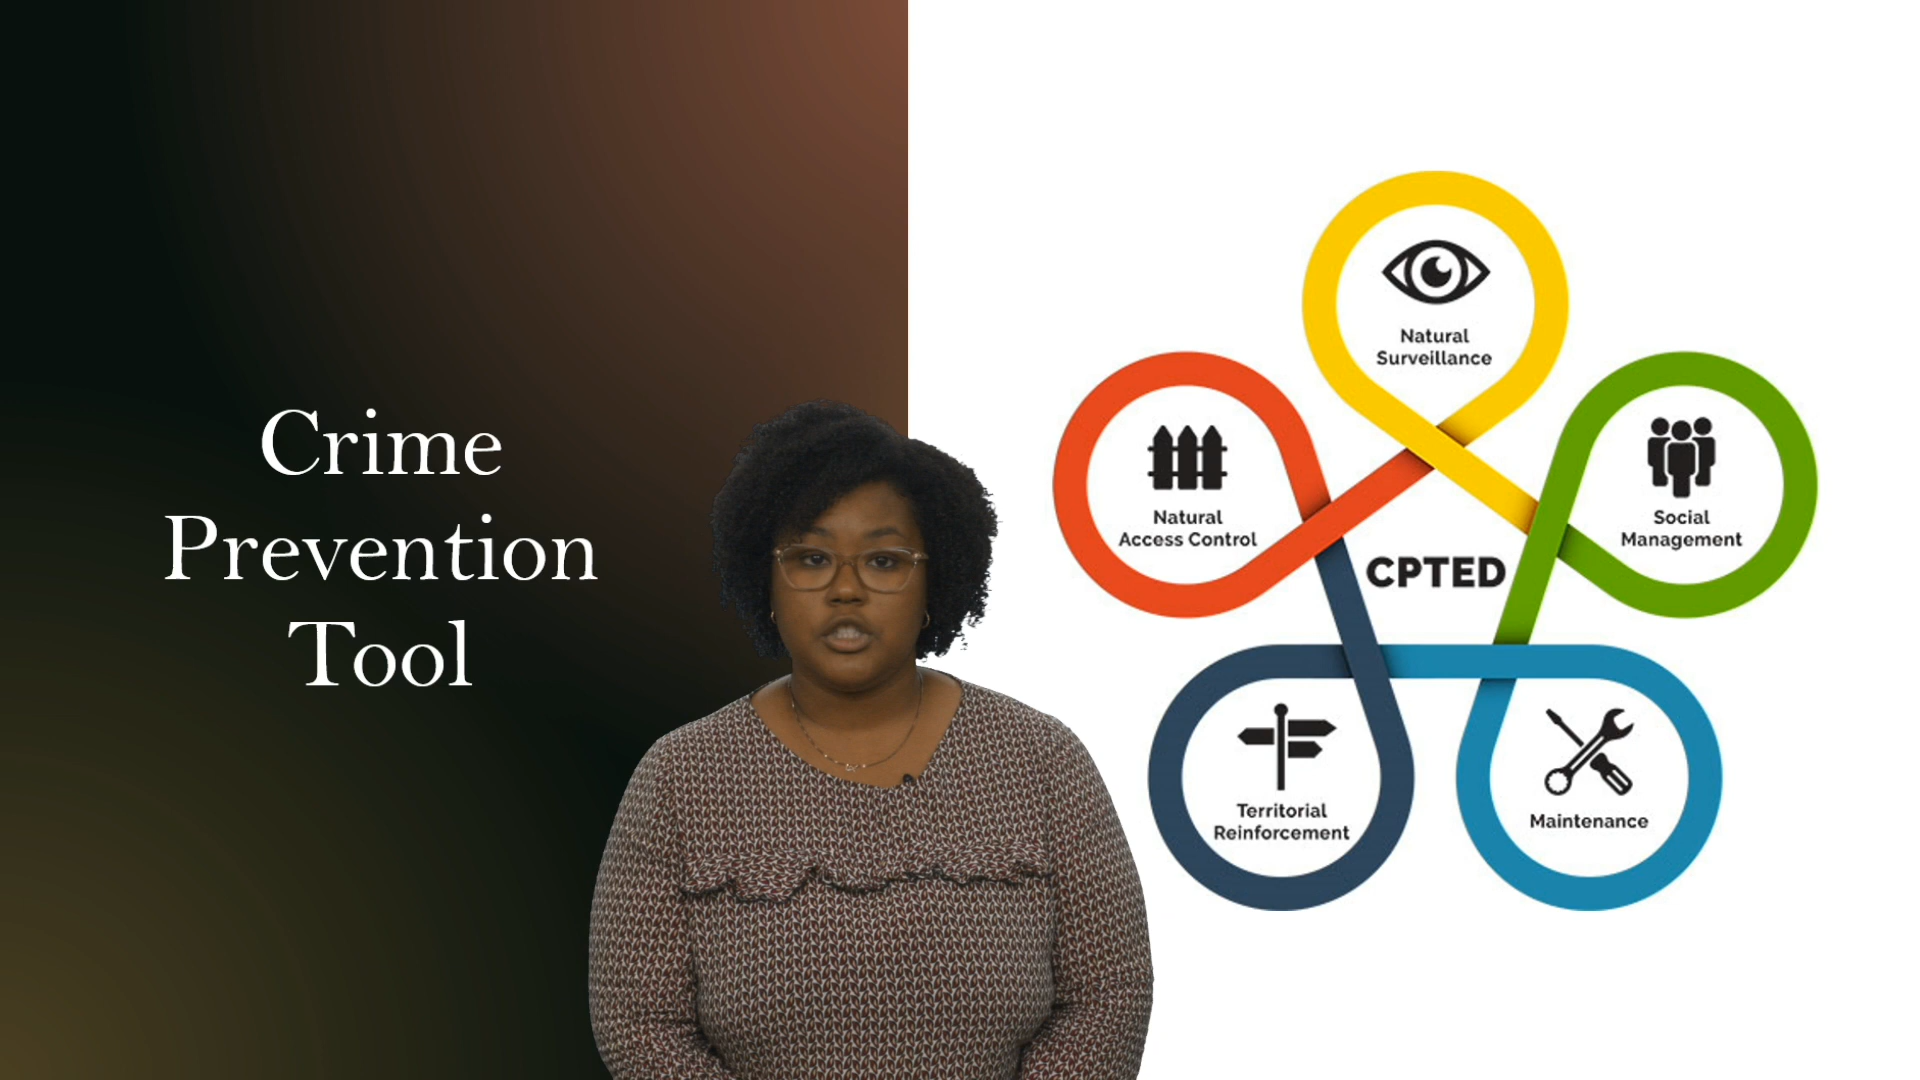 Crime
Prevention
Tool
Natural
Surveillance
Natural
Access Control
Social
Management
CPTED
Territorial
Reinforcement
Maintenance